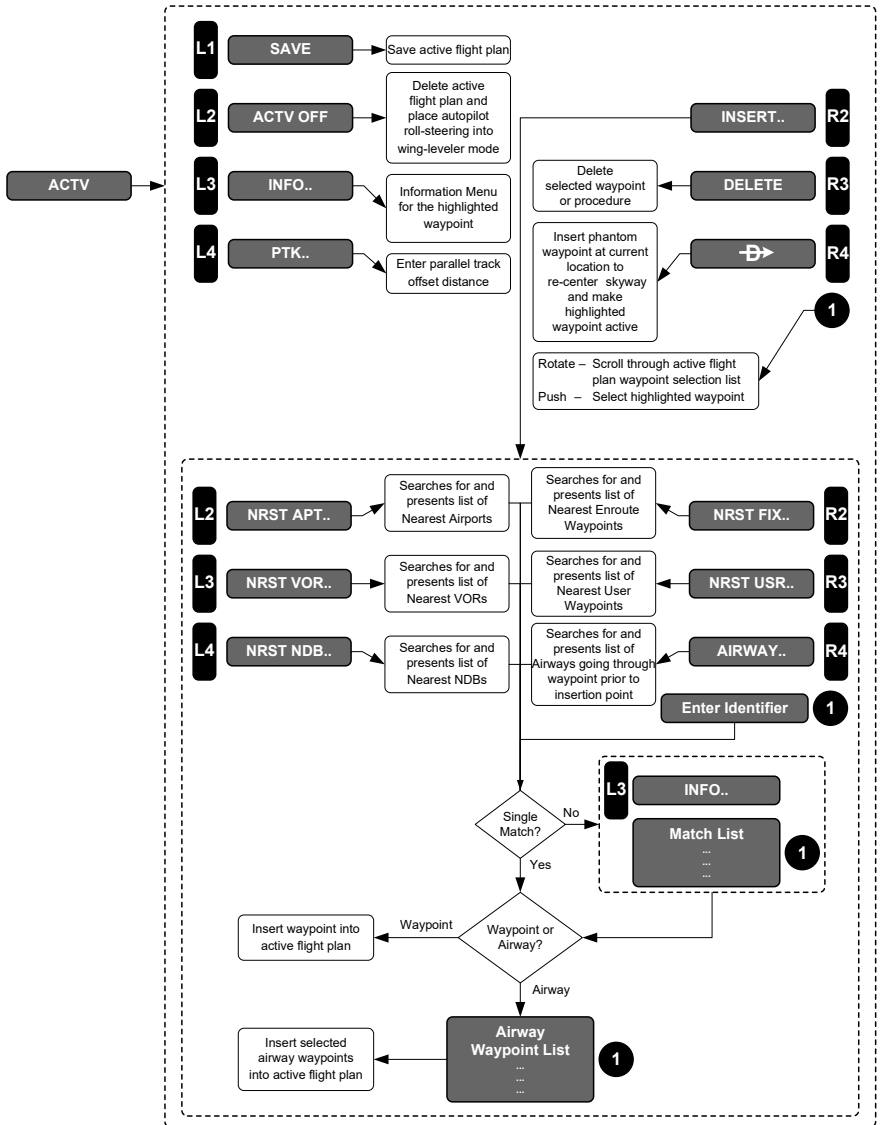 L1
SAVE
Save active flight plan
L2
ACTV OFF
Delete active
flight plan and
place autopilot
roll-steering into
wing-leveler mode
INSERT..
R2
ACTV
L3
INFO..
Information Menu
for the highlighted
waypoint
Delete
selected waypoint
or procedure
DELETE
R3
L4
PTK..
Enter parallel track
offset distance
Insert phantom
waypoint at current
location to
re-center skyway
and make
highlighted
waypoint active
D
R4
1
Rotate – Scroll through active flight
plan waypoint selection list
Push – Select highlighted waypoint
L2
NRST APT..
Searches for and
presents list of
Nearest Airports
Searches for and
presents list of
Nearest Enroute
Waypoints
NRST FIX..
R2
L3
NRST VOR..
Searches for and
presents list of
Nearest VORs
Searches for and
presents list of
Nearest User
Waypoints
NRST USR..
R3
L4
NRST NDB..
Searches for and
presents list of
Nearest NDBs
Searches for and
presents list of
Airways going through
waypoint prior to
insertion point
AIRWAY..
R4
Enter Identifier
1
Single
Match?
No
Yes
L3
INFO..
Match List
...
...
...
1
Waypoint or
Airway?
Waypoint
Insert waypoint into
active flight plan
Airway
Airway
Waypoint List
...
...
...
1
Insert selected
airway waypoints
into active flight plan